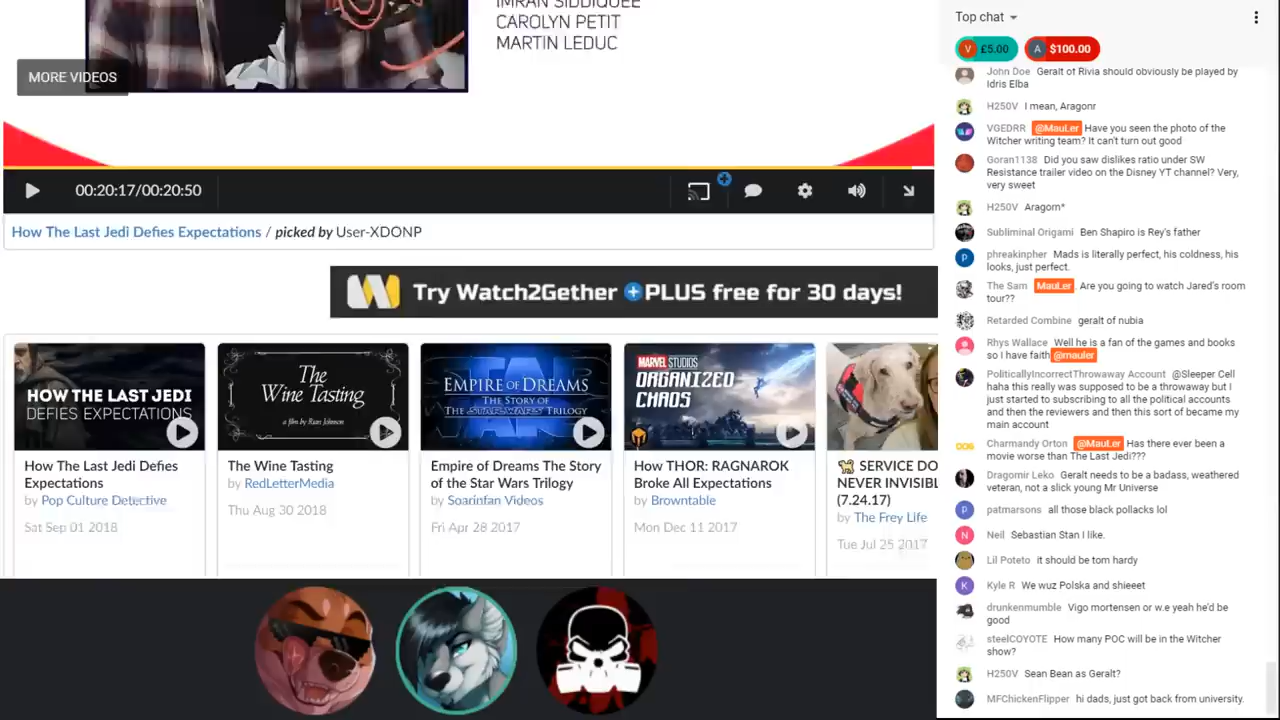 IMRAN SIDDIQUEE
CAROLYN PETIT
MARTIN LEDUC
MORE VIDEOS
00:20:17/00:20:50
How The Last Jedi Defies Expectations / picked by User-XDONP
Try Watch2Gether PLUS free for 30 days!
HOW THE LAST JEDI
DEFIES EXPECTATIONS
How The Last Jedi Defies
Expectations
by Pop Culture Detective
Sat Sep 01 2018
The
Wine Tasting
a film by Rian Johnson
The Wine Tasting
by RedLetterMedia
Thu Aug 30 2018
EMPIRE OF DREAMS
THE STORY OF
THE STAR WARS TRILOGY
Empire of Dreams The Story
of the Star Wars Trilogy
by Soarinfan Videos
Fri Apr 28 2017
MARVEL STUDIOS
ORGANIZED
CHAOS
How THOR: RAGNAROK
Broke All Expectations
by Browntable
Mon Dec 11 2017
SERVICE DO
NEVER INVISIBL
(7.24.17)
by The Frey Life
Tue Jul 25 2017
Top chat
V £5.00 A $100.00
John Doe Geralt of Rivia should obviously be played by
Idris Elba
H250V I mean, Aragonr
VGEDRR @MauLer Have you seen the photo of the
Witcher writing team? It can't turn out good
Goran1138 Did you saw dislikes ratio under SW
Resistance trailer video on the Disney YT channel? Very,
very sweet
H250V Aragorn*
Subliminal Origami Ben Shapiro is Rey's father
P phreakinpher Mads is literally perfect, his coldness, his
looks, just perfect.
The Sam MauLer . Are you going to watch Jared's room
tour??
Retarded Combine geralt of nubia
Rhys Wallace Well he is a fan of the games and books
so I have faith @mauler
PoliticallyIncorrectThrowaway Account @Sleeper Cell
haha this really was supposed to be a throwaway but I
just started to subscribing to all the political accounts
and then the reviewers and then this sort of became my
main account
Charmandy Orton @MauLer Has there ever been a
movie worse than The Last Jedi???
Dragomir Leko Geralt needs to be a badass, weathered
veteran, not a slick young Mr Universe
P patmarsons all those black pollacks lol
N Neil Sebastian Stan I like.
Lil Poteto it should be tom hardy
K Kyle R We wuz Polska and shieeet
drunkenmumble Vigo mortensen or w.e yeah he'd be
good
steelCOYOTE How many POC will be in the Witcher
show?
H250V Sean Bean as Geralt?
MFChickenFlipper hi dads, just got back from university.